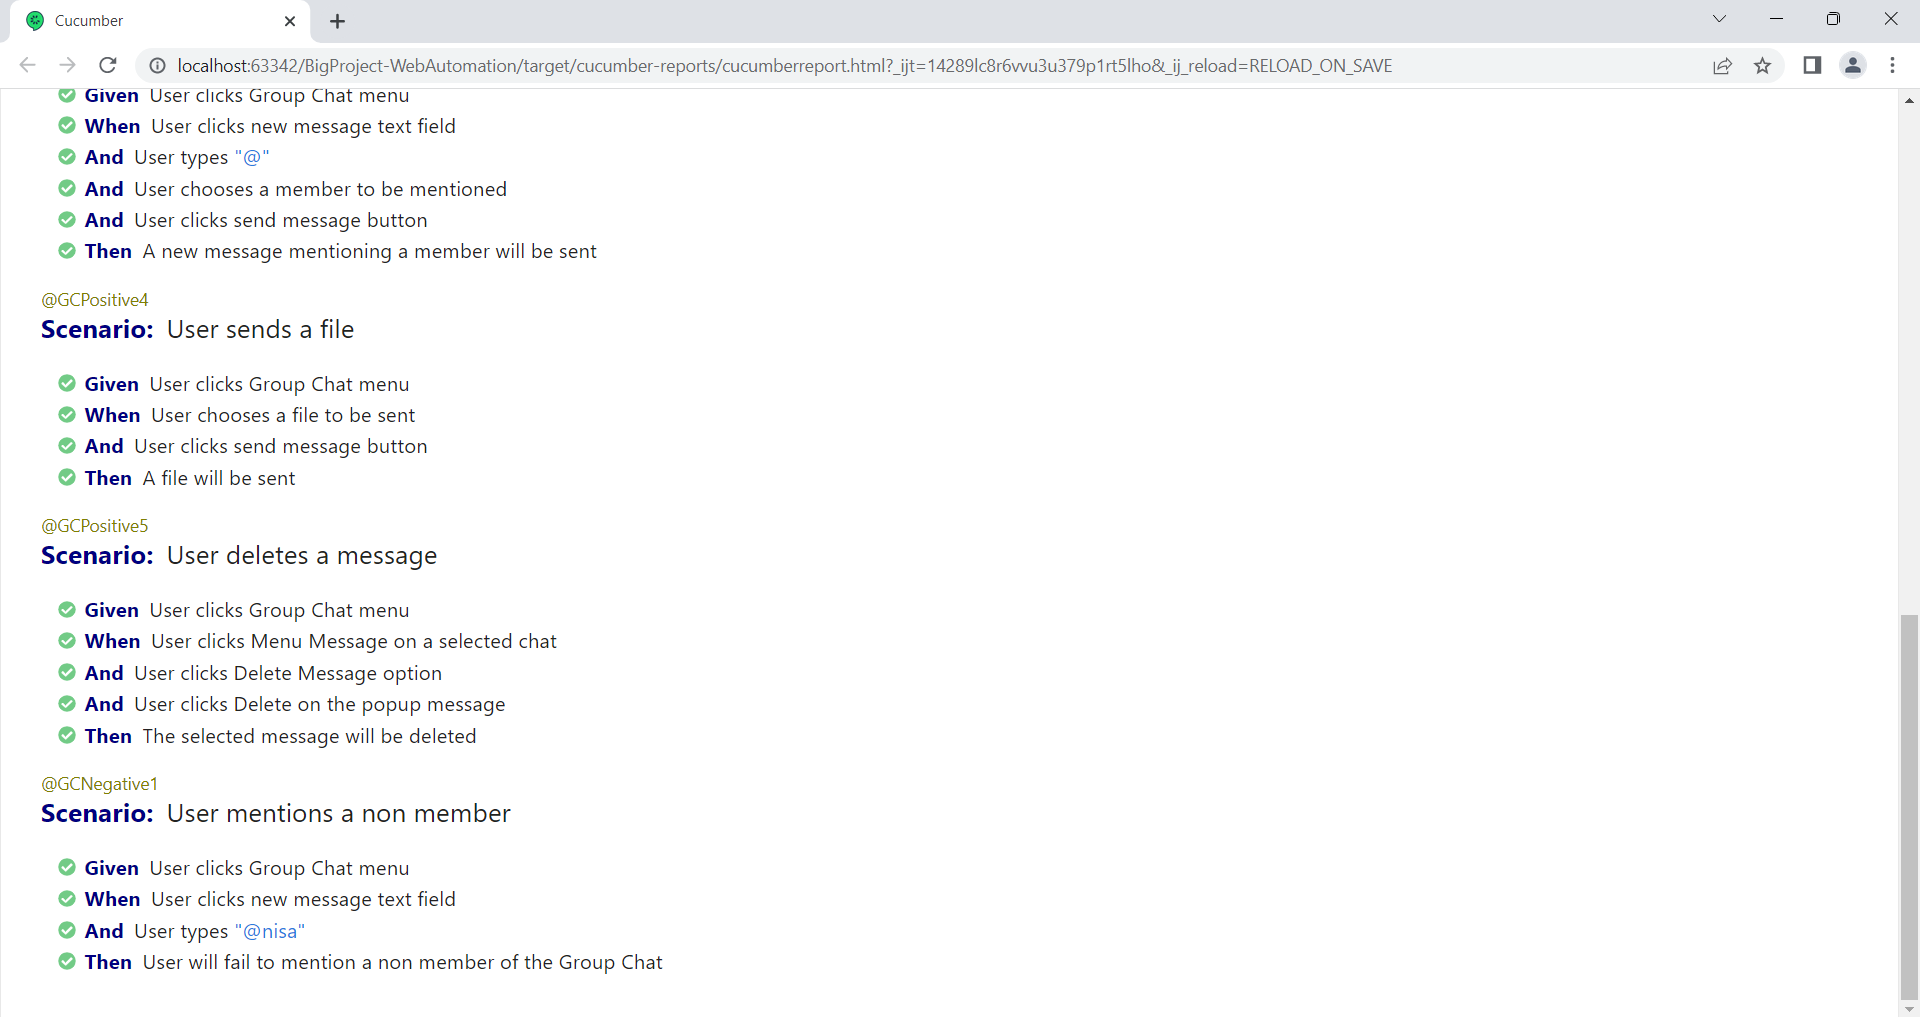 Cucumber
localhost:63342/BigProject-WebAutomation/target/cucumber-reports/cucumberreport.html?_ijt=14289lc8r6vvu3u379p1rt5lho&_ij_reload=RELOAD_ON_SAVE
Given User clicks Group Chat menu
When User clicks new message text field
And User types "@"
And User chooses a member to be mentioned
And User clicks send message button
Then A new message mentioning a member will be sent
@GCPositive4
Scenario: User sends a file
Given User clicks Group Chat menu
When User chooses a file to be sent
And User clicks send message button
Then A file will be sent
@GCPositive5
Scenario: User deletes a message
Given User clicks Group Chat menu
When User clicks Menu Message on a selected chat
And User clicks Delete Message option
And User clicks Delete on the popup message
Then The selected message will be deleted
@GCNegative1
Scenario: User mentions a non member
Given User clicks Group Chat menu
When User clicks new message text field
And User types "@nisa"
Then User will fail to mention a non member of the Group Chat